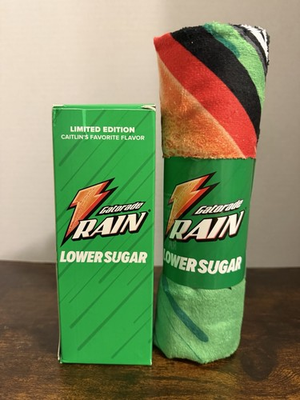 LIMITED EDITION
CAITLIN'S FAVORITE FLAVOR
Gatorade
RAIN
LOWER SUGAR
Gatorade
RAIN
LOWER SUGAR